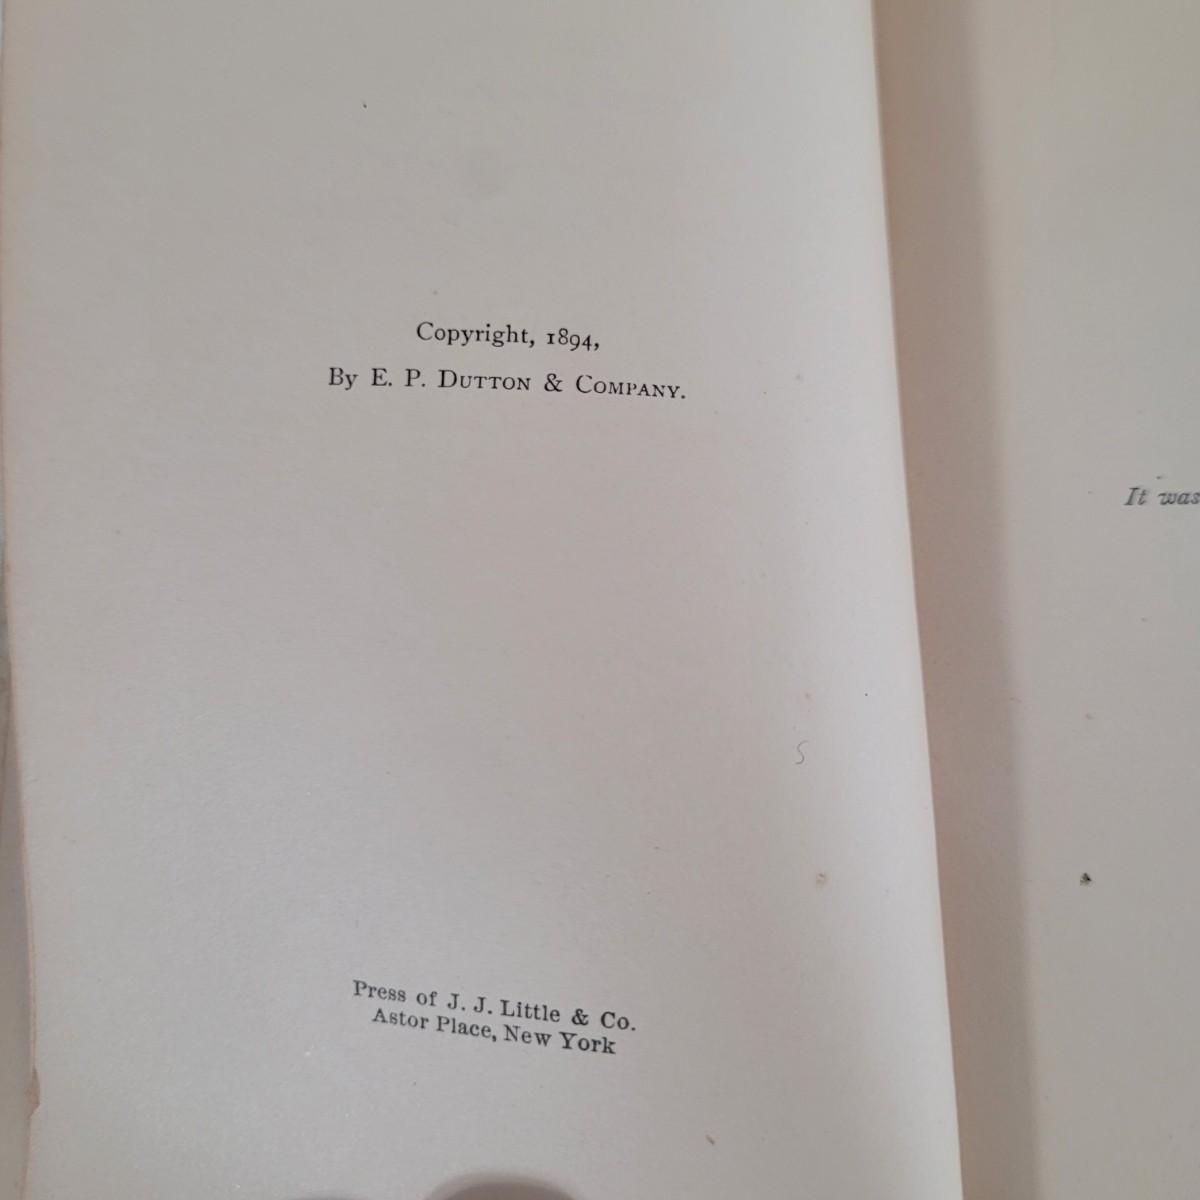 Copyright, 1894,
By E. P. DUTTON & COMPANY.
Press of J. J. Little & Co.
Astor Place, New York
It was